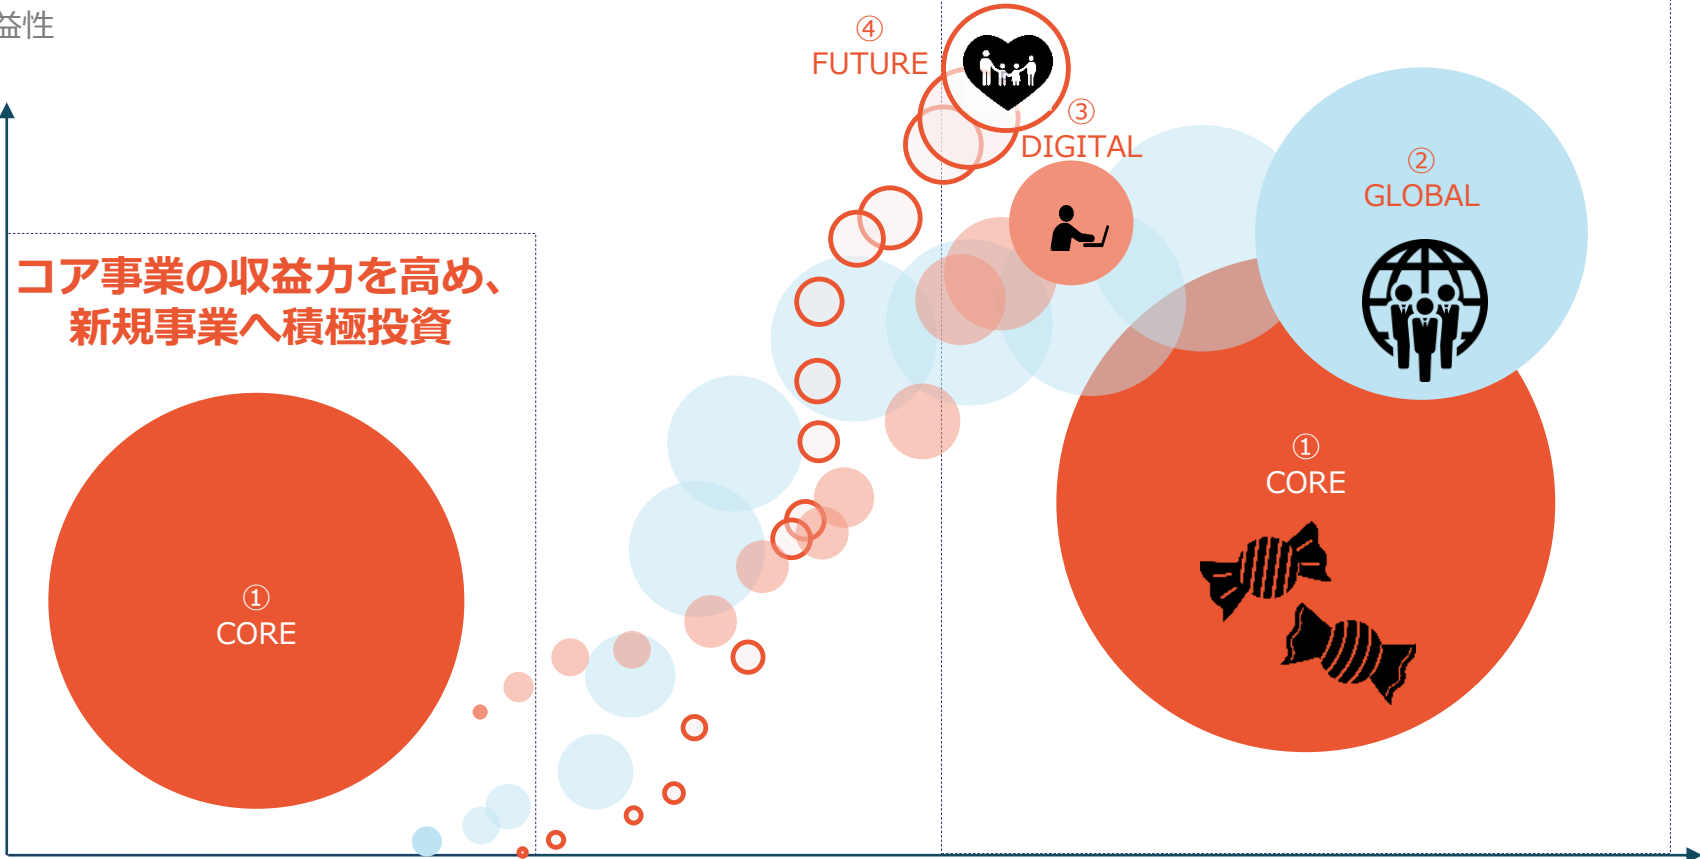 益性
④
FUTURE
③
DIGITAL
②
GLOBAL
コア事業の収益力を高め、
新規事業へ積極投資
①
CORE
①
CORE